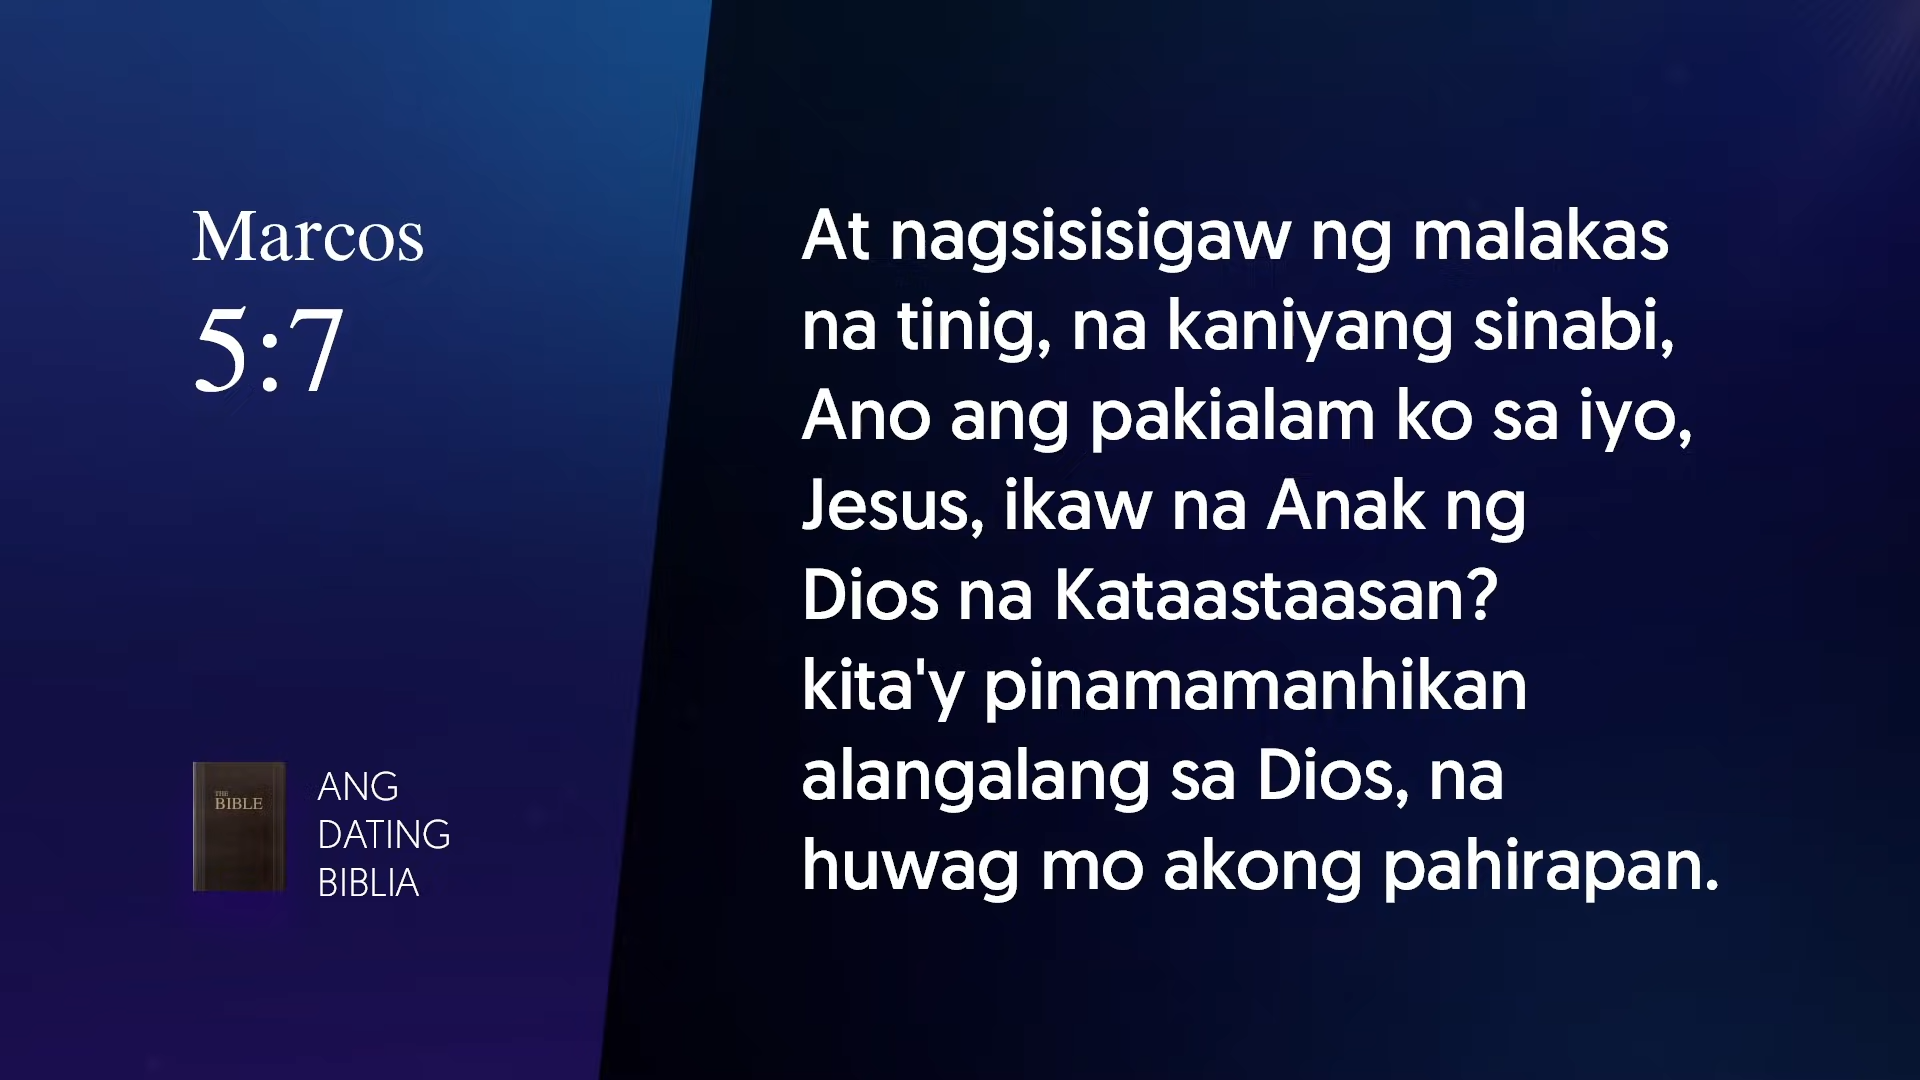 Marcos
5:7
THE
BIBLE
ANG
DATING
BIBLIA
At nagsisisigaw ng malakas
na tinig, na kaniyang sinabi,
Ano ang pakialam ko sa iyo,
Jesus, ikaw na Anak ng
Dios na Kataastaasan?
kita'y pinamamanhikan
alangalang sa Dios, na
huwag mo akong pahirapan.